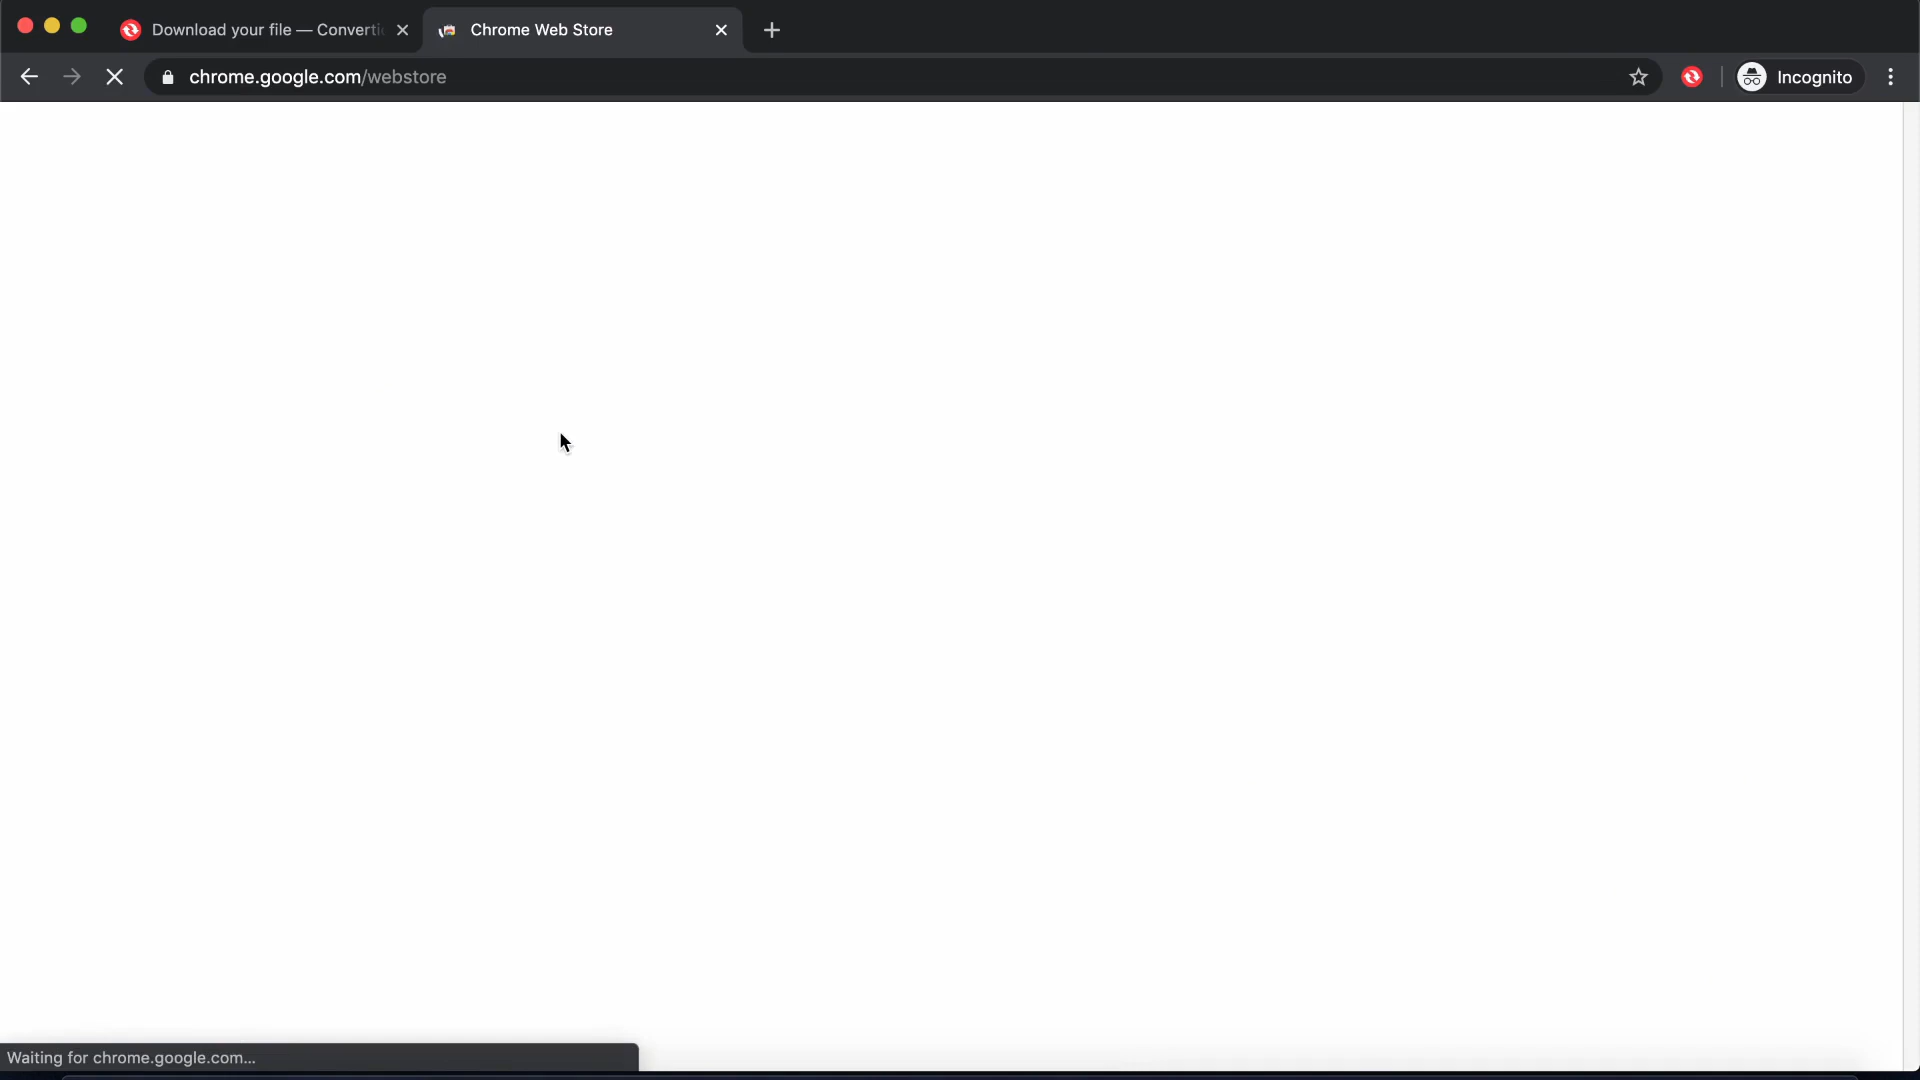 Download your file — Converti
Chrome Web Store
chrome.google.com/webstore
Incognito
Waiting for chrome.google.com...